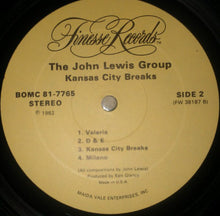 Finesse Records
The John Lewis Group
Kansas City Breaks
BOMC 81-7765
STEREO
SIDE 2
(FW 38187 B)
℗ 1982
1. Valeria
2. D & E
3. Kansas City Breaks
4. Milano
(All compositions by John Lewis)
Produced by Ken Glancy
Made in U.S.A.
MAIDA VALE ENTERPRISES, INC.